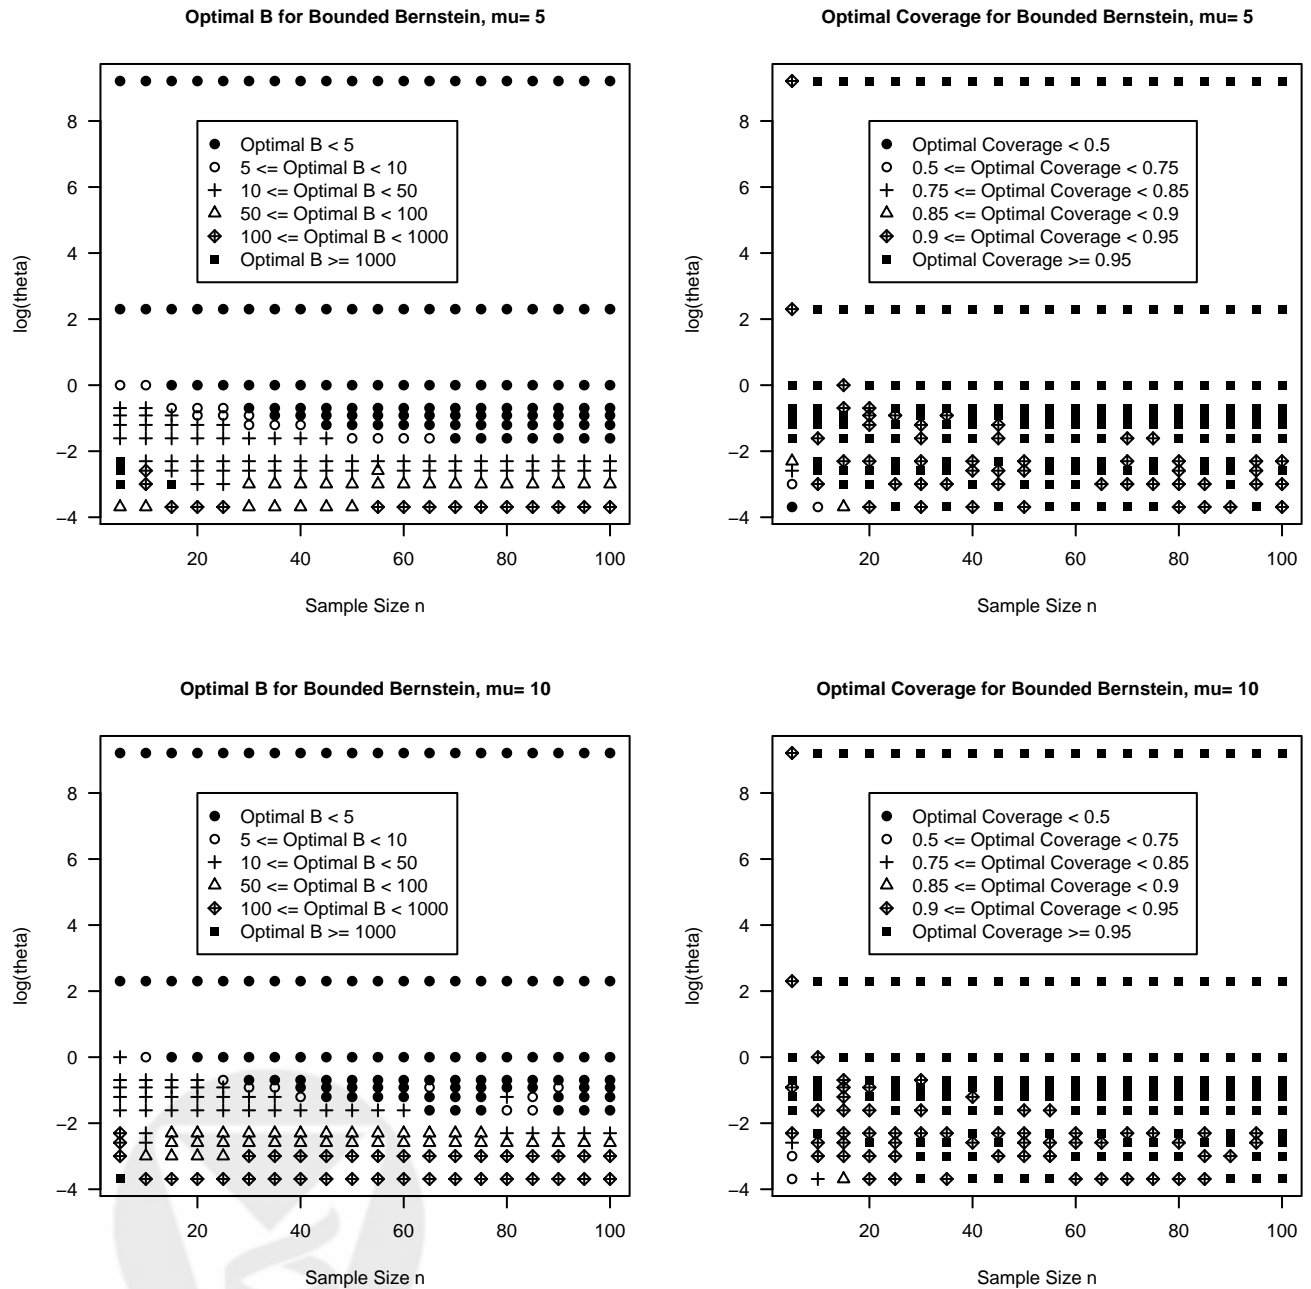 Optimal B for Bounded Bernstein, mu= 5
log(theta)
8
6
4
2
0
−2
−4
Optimal B < 5
5 <= Optimal B < 10
10 <= Optimal B < 50
50 <= Optimal B < 100
100 <= Optimal B < 1000
Optimal B >= 1000
20 40 60 80 100
Sample Size n
Optimal Coverage for Bounded Bernstein, mu= 5
log(theta)
8
6
4
2
0
−2
−4
Optimal Coverage < 0.5
0.5 <= Optimal Coverage < 0.75
0.75 <= Optimal Coverage < 0.85
0.85 <= Optimal Coverage < 0.9
0.9 <= Optimal Coverage < 0.95
Optimal Coverage >= 0.95
20 40 60 80 100
Sample Size n
Optimal B for Bounded Bernstein, mu= 10
log(theta)
8
6
4
2
0
−2
−4
Optimal B < 5
5 <= Optimal B < 10
10 <= Optimal B < 50
50 <= Optimal B < 100
100 <= Optimal B < 1000
Optimal B >= 1000
20 40 60 80 100
Sample Size n
Optimal Coverage for Bounded Bernstein, mu= 10
log(theta)
8
6
4
2
0
−2
−4
Optimal Coverage < 0.5
0.5 <= Optimal Coverage < 0.75
0.75 <= Optimal Coverage < 0.85
0.85 <= Optimal Coverage < 0.9
0.9 <= Optimal Coverage < 0.95
Optimal Coverage >= 0.95
20 40 60 80 100
Sample Size n